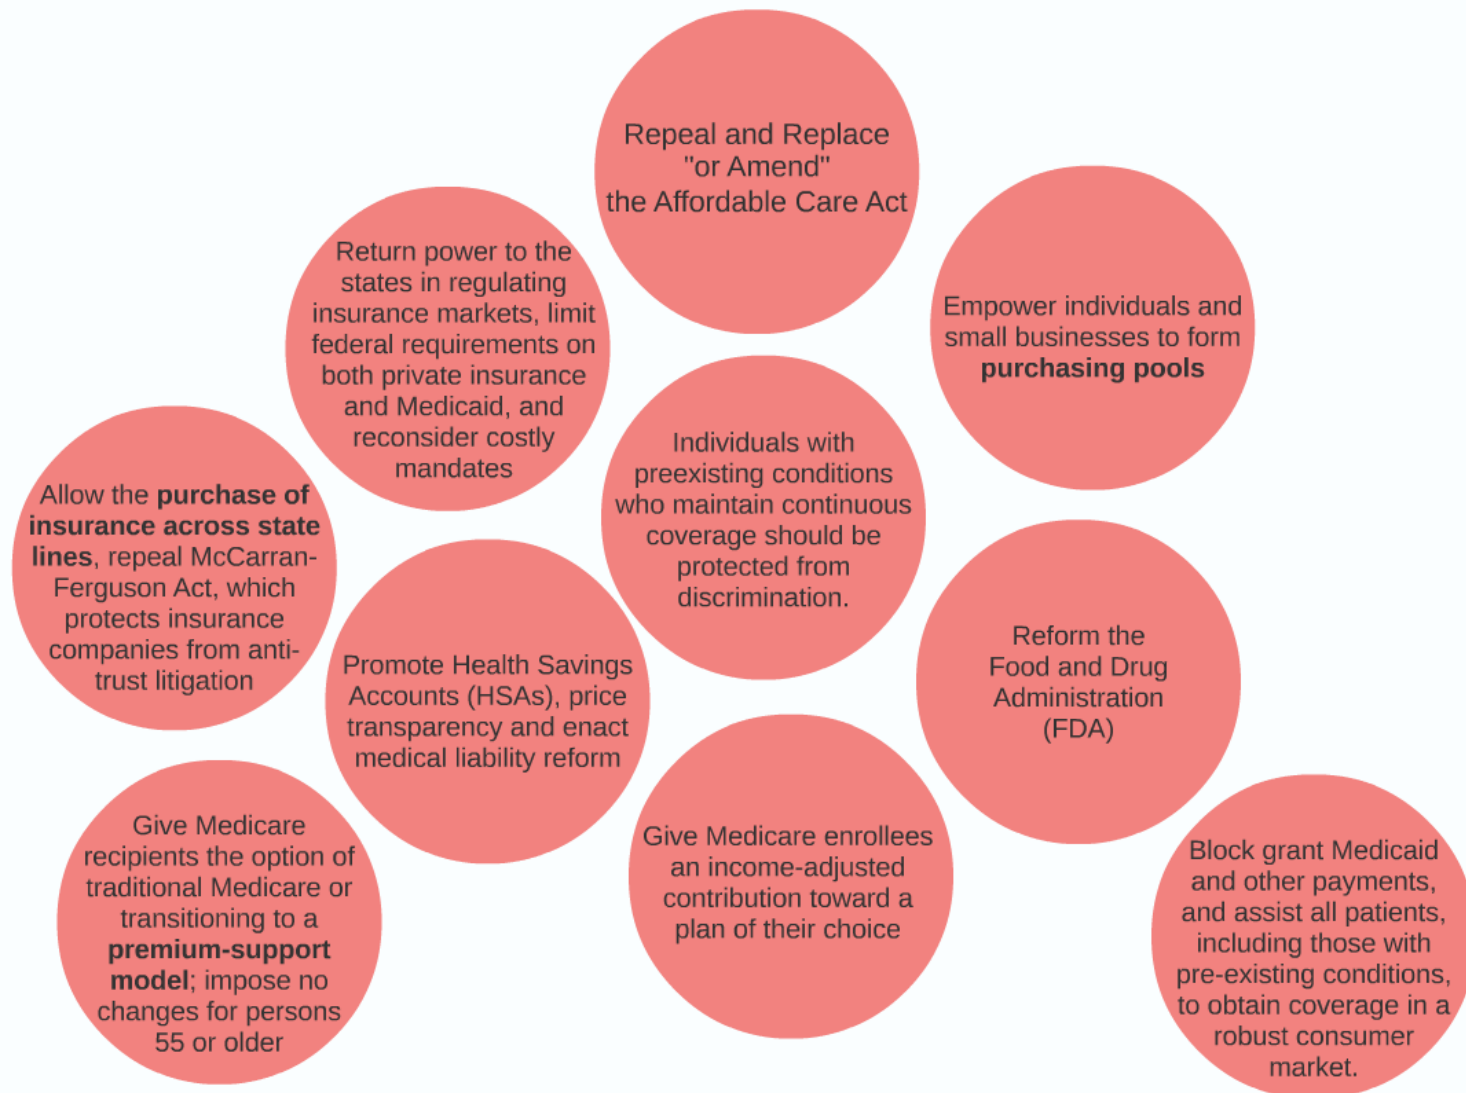 Repeal and Replace
"or Amend"
the Affordable Care Act
Return power to the
states in regulating
insurance markets, limit
federal requirements on
both private insurance
and Medicaid, and
reconsider costly
mandates
Empower individuals and
small businesses to form
purchasing pools
Individuals with
preexisting conditions
who maintain continuous
coverage should be
protected from
discrimination.
Allow the purchase of
insurance across state
lines, repeal McCarran-
Ferguson Act, which
protects insurance
companies from anti-
trust litigation
Promote Health Savings
Accounts (HSAs), price
transparency and enact
medical liability reform
Reform the
Food and Drug
Administration
(FDA)
Give Medicare
recipients the option of
traditional Medicare or
transitioning to a
premium-support
model; impose no
changes for persons
55 or older
Give Medicare enrollees
an income-adjusted
contribution toward a
plan of their choice
Block grant Medicaid
and other payments,
and assist all patients,
including those with
pre-existing conditions,
to obtain coverage in a
robust consumer
market.